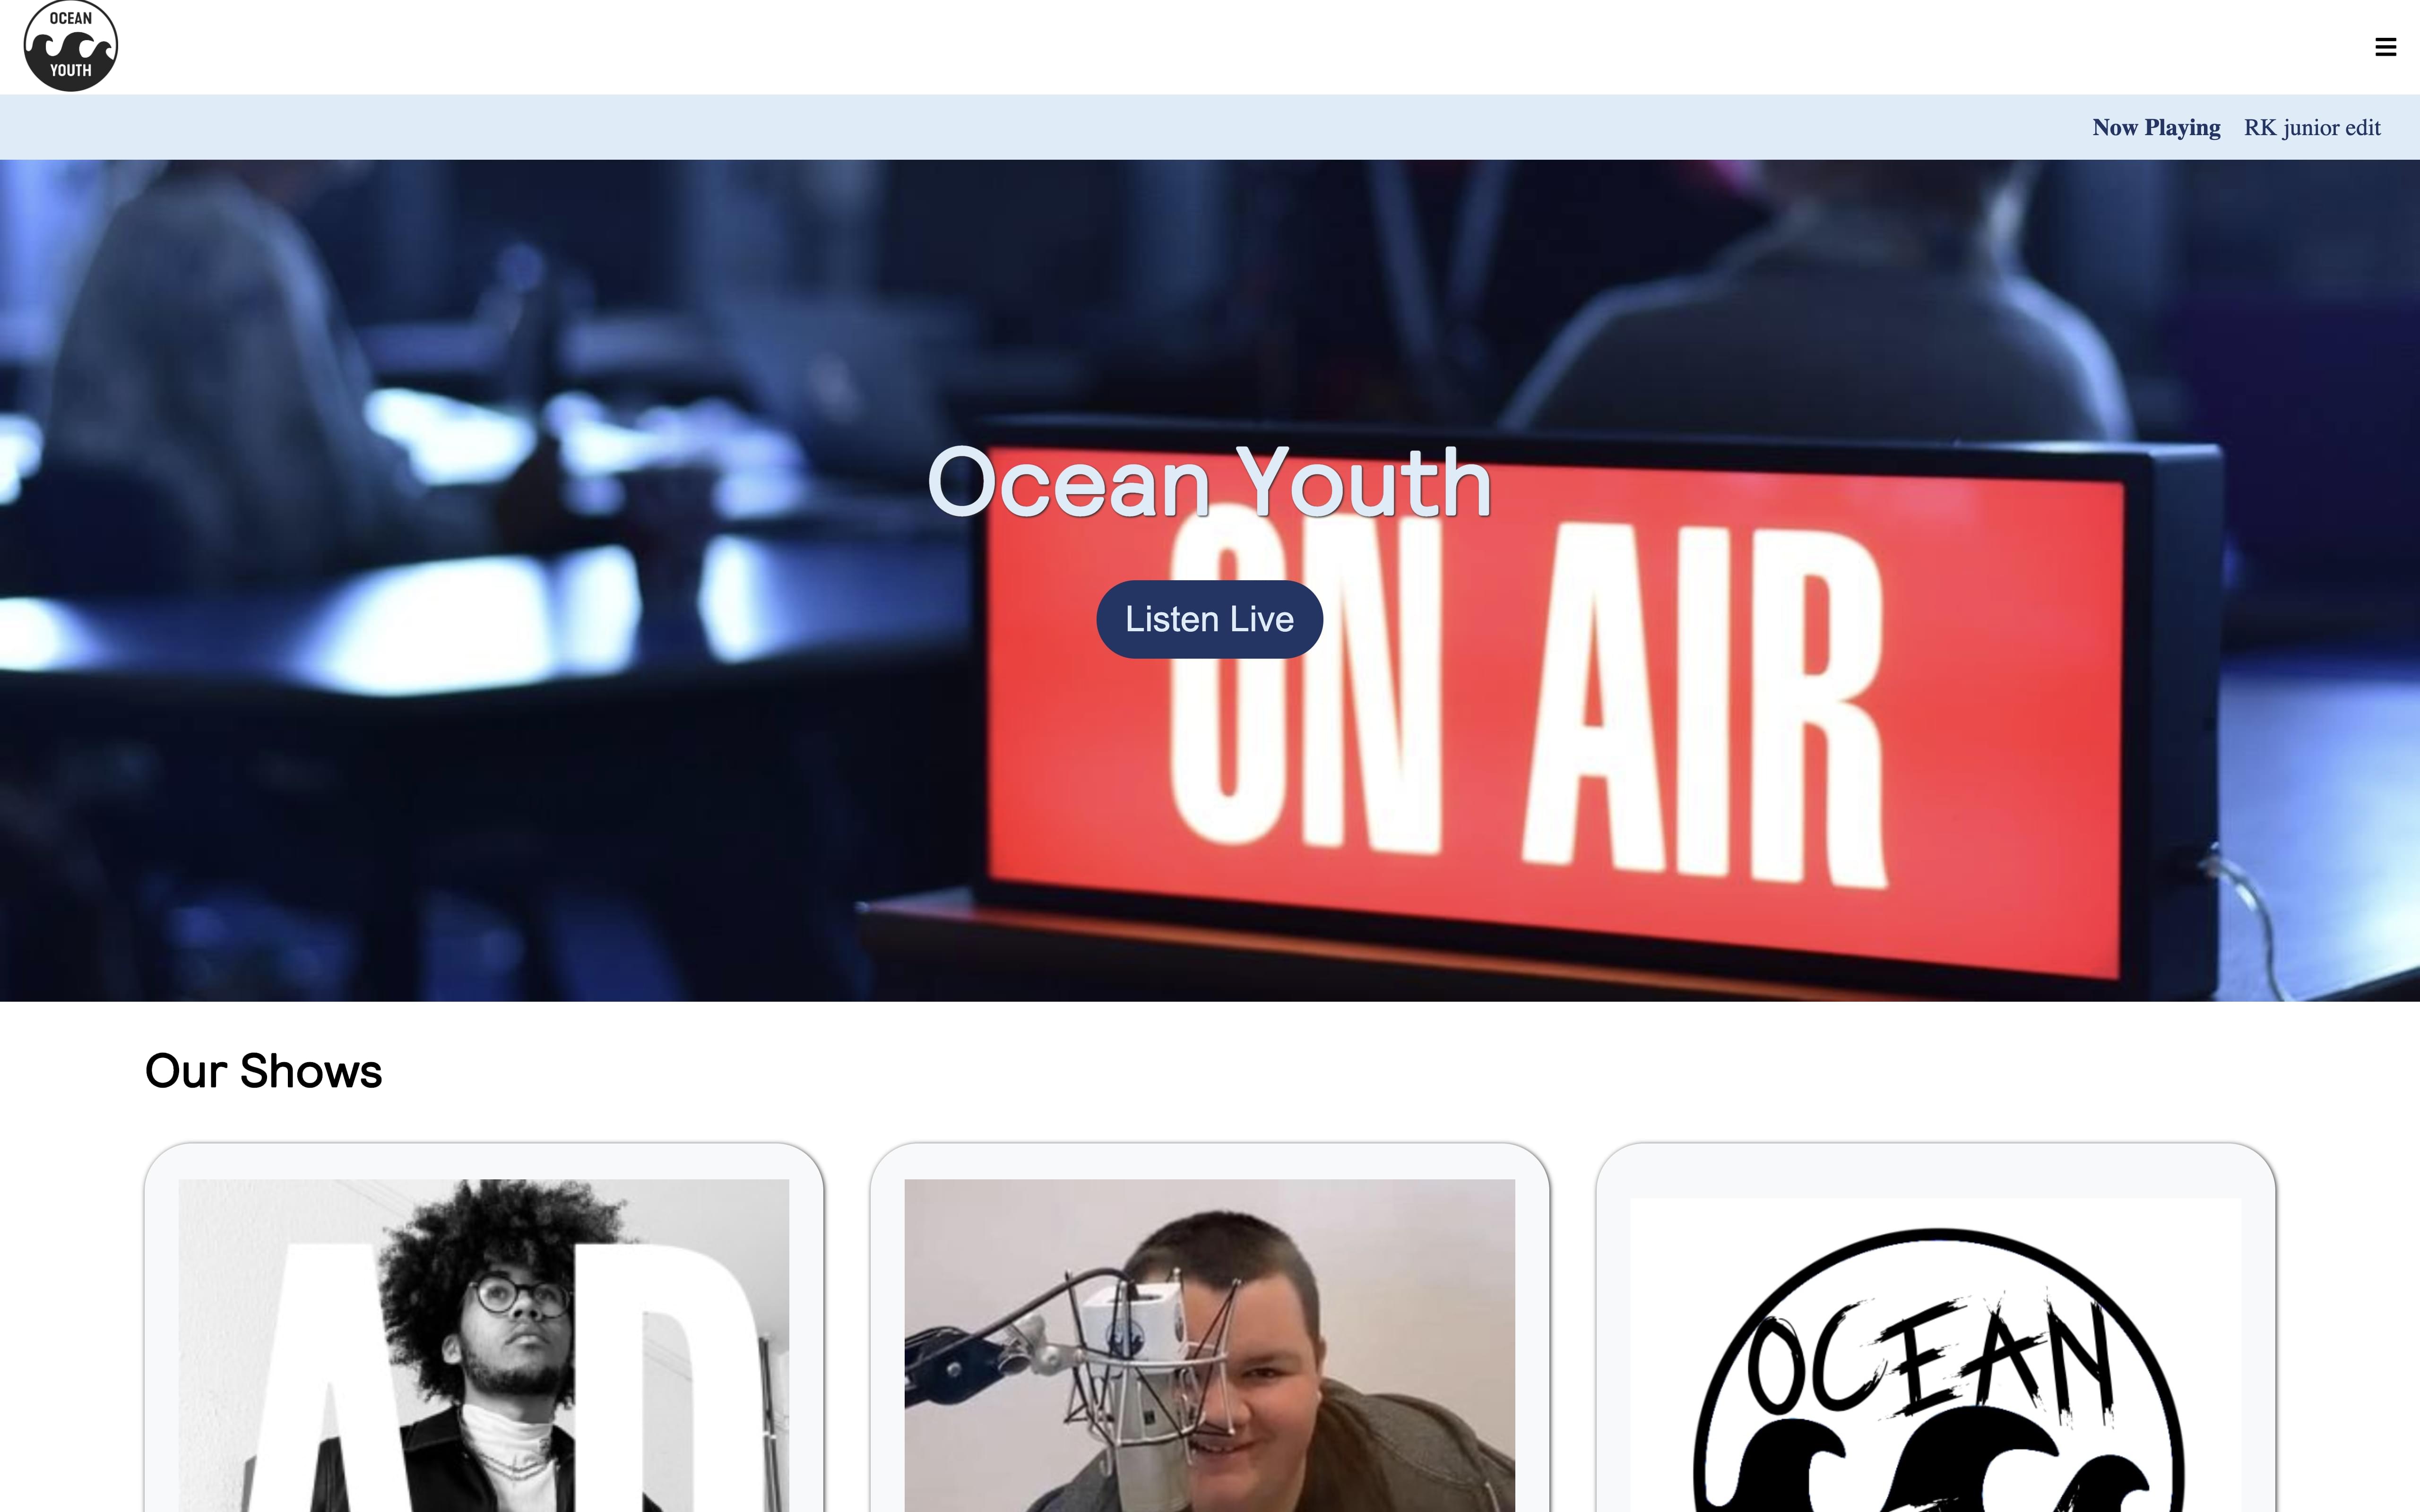 OCEAN
YOUTH
Now Playing RK junior edit
Ocean Youth
ON AIR
Listen Live
Our Shows
AD
OCEAN